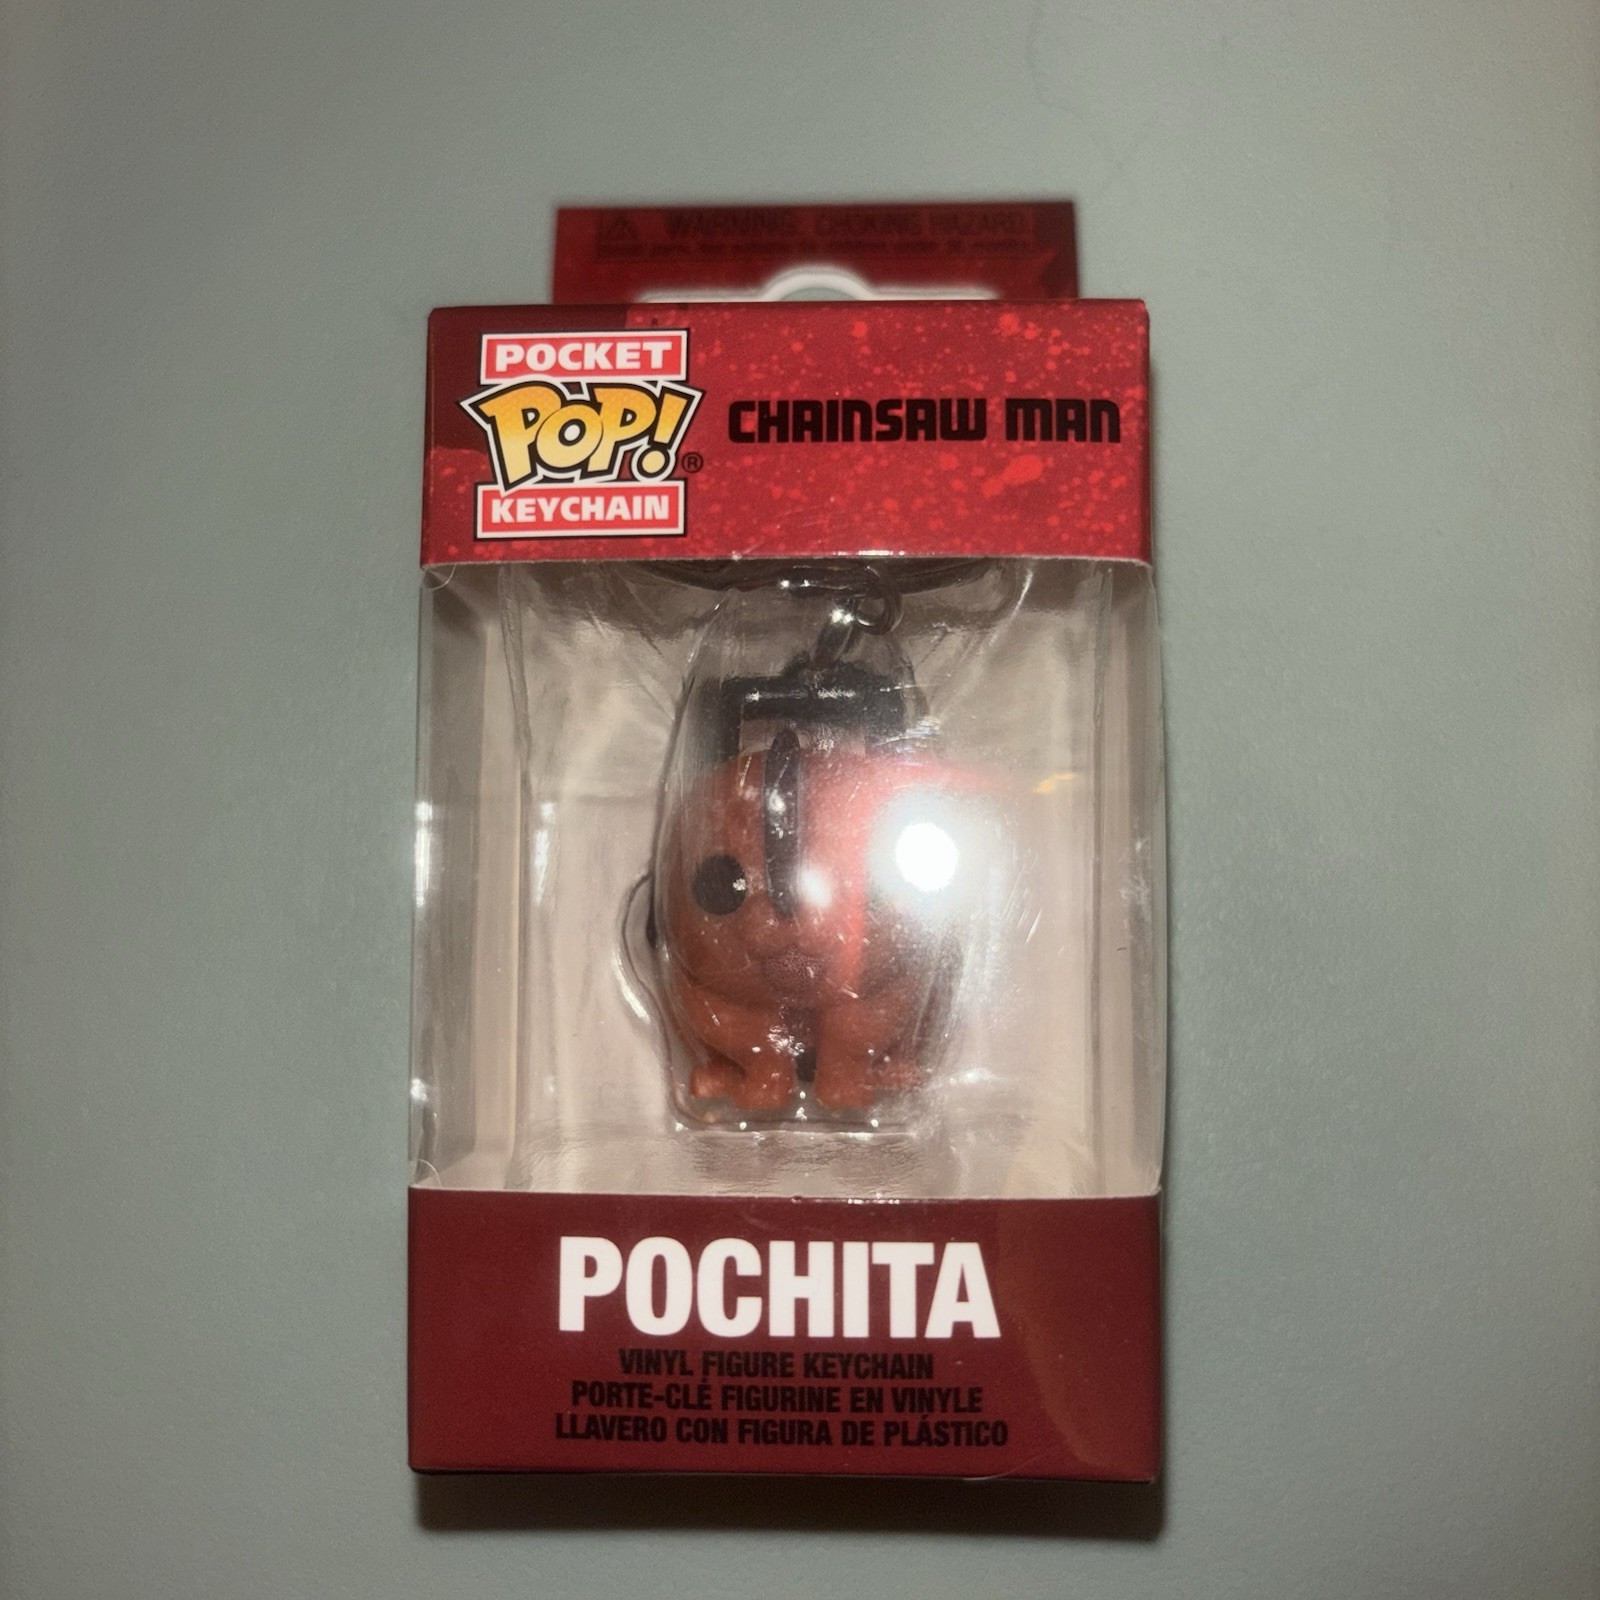 WARNING: CHOKING HAZARD
POCKET
POP!®
KEYCHAIN
CHAINSAW MAN
POCHITA
VINYL FIGURE KEYCHAIN
PORTE-CLÉ FIGURINE EN VINYLE
LLAVERO CON FIGURA DE PLÁSTICO